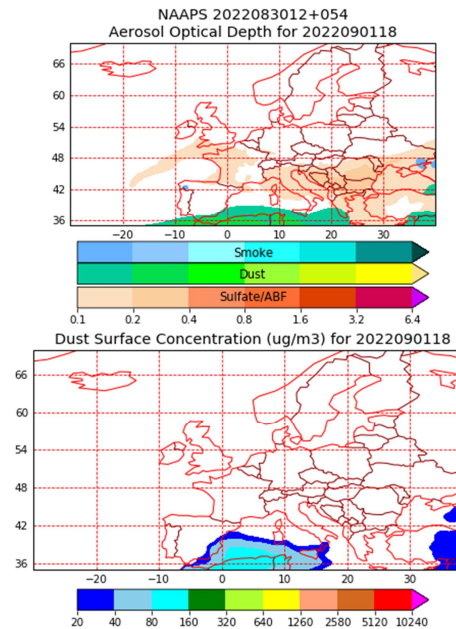 NAAPS 2022083012+054
Aerosol Optical Depth for 2022090118
66
60
54
48
42
36
−20 −10 0 10 20 30
Smoke
Dust
Sulfate/ABF
0.1 0.2 0.4 0.8 1.6 3.2 6.4
Dust Surface Concentration (ug/m3) for 2022090118
66
60
54
48
42
36
−20 −10 0 10 20 30
20 40 80 160 320 640 1260 2580 5120 10240